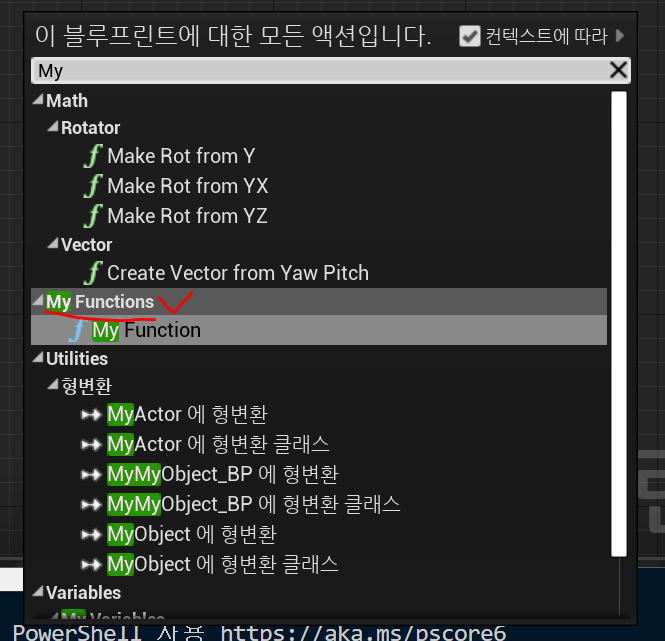 이 블루프린트에 대한 모든 액션입니다. 컨텍스트에 따라
My
Math
Rotator
Make Rot from Y
Make Rot from YX
Make Rot from YZ
Vector
Create Vector from Yaw Pitch
My Functions
My Function
Utilities
형변환
MyActor 에 형변환
MyActor 에 형변환 클래스
MyMyObject_BP 에 형변환
MyMyObject_BP 에 형변환 클래스
MyObject 에 형변환
MyObject 에 형변환 클래스
Variables
My Variables
PowerShell 사용 https://aka.ms/pscore6